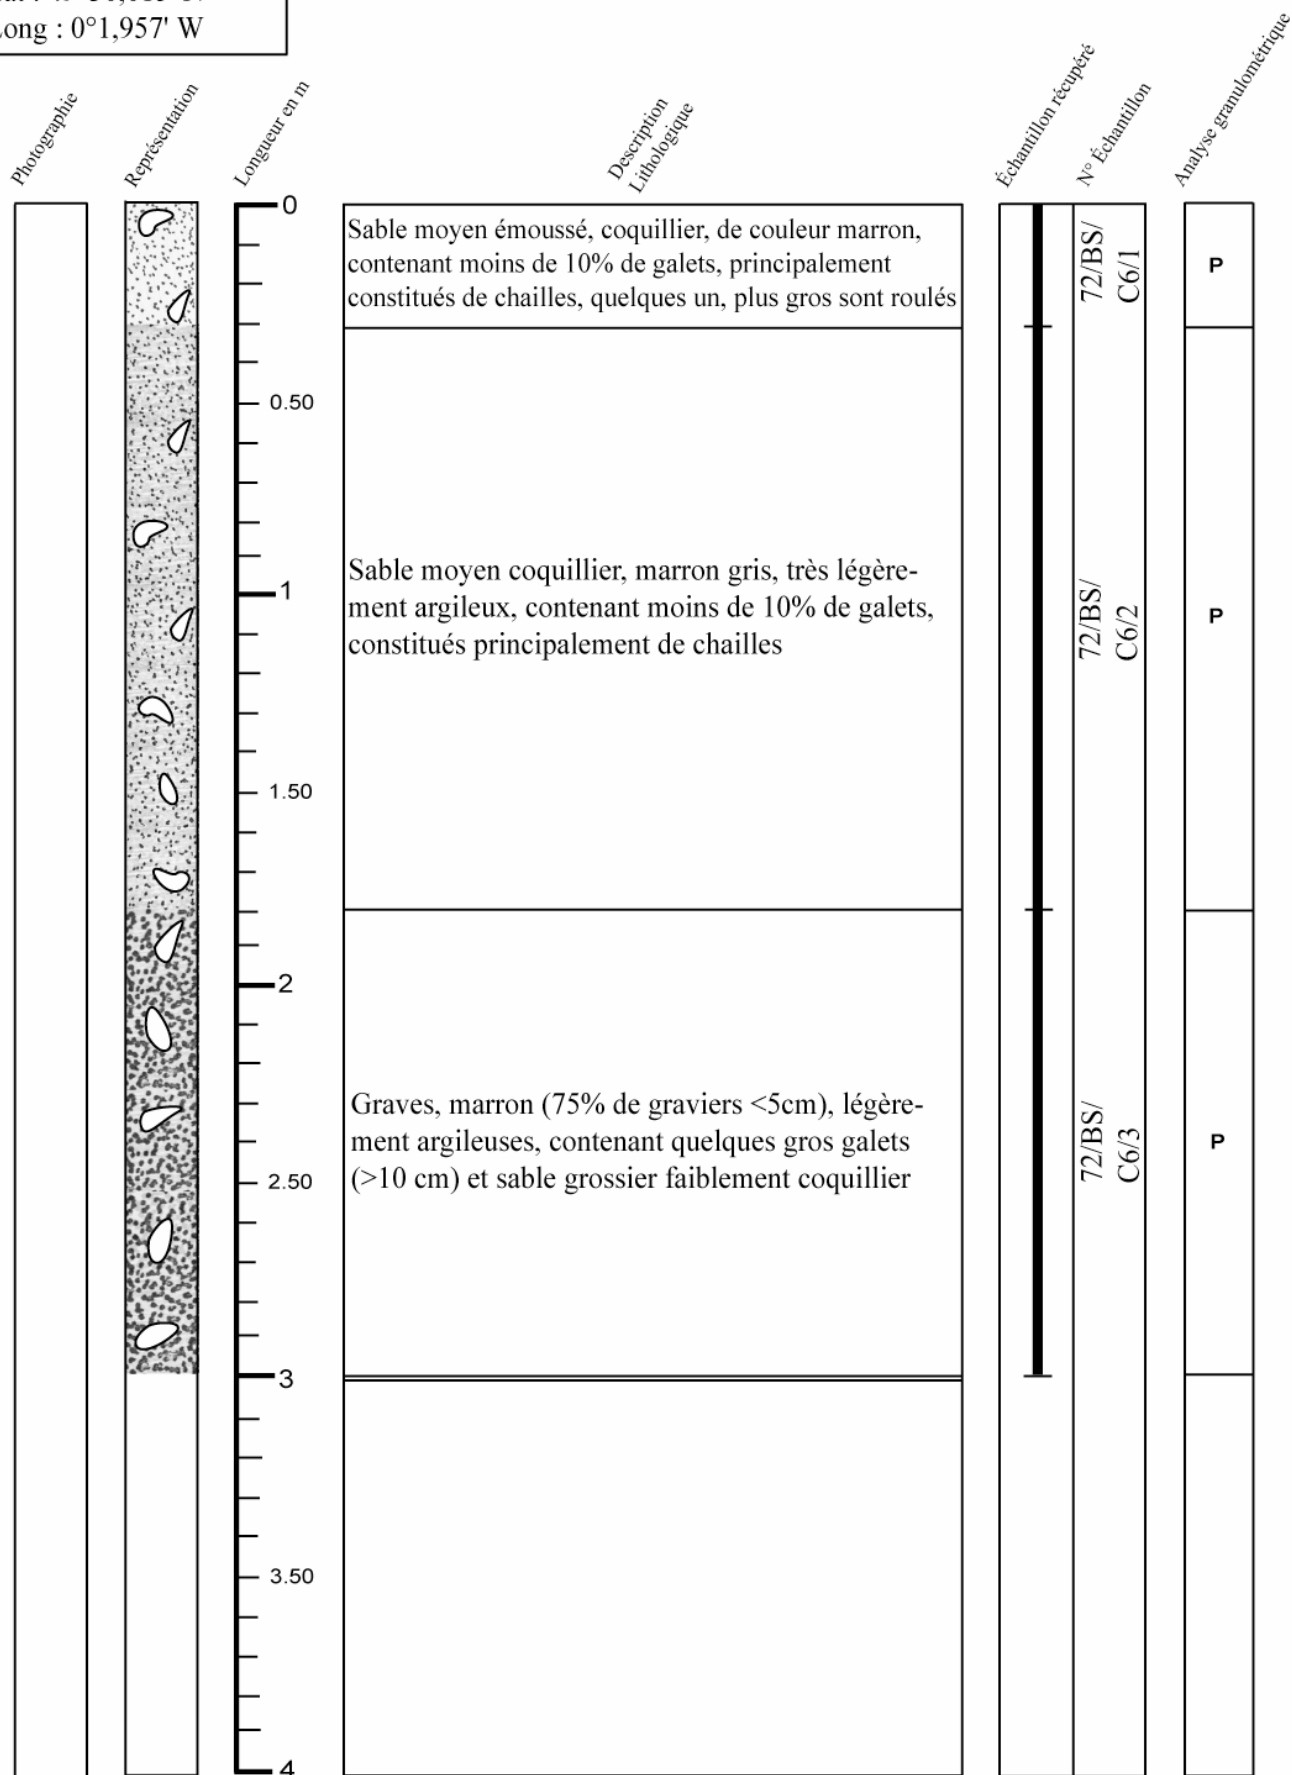 Long : 0°1,957' W
Photographie
Représentation
Longueur en m
Description
Lithologique
Échantillon récupéré
N° Échantillon
Analyse granulométrique
0
Sable moyen émoussé, coquillier, de couleur marron,
contenant moins de 10% de galets, principalement
constitués de chailles, quelques un, plus gros sont roulés
72/BS/
C6/1
P
0.50
1
Sable moyen coquillier, marron gris, très légère-
ment argileux, contenant moins de 10% de galets,
constitués principalement de chailles
72/BS/
C6/2
P
1.50
2
Graves, marron (75% de graviers <5cm), légère-
ment argileuses, contenant quelques gros galets
(>10 cm) et sable grossier faiblement coquillier
72/BS/
C6/3
P
2.50
3
3.50
4